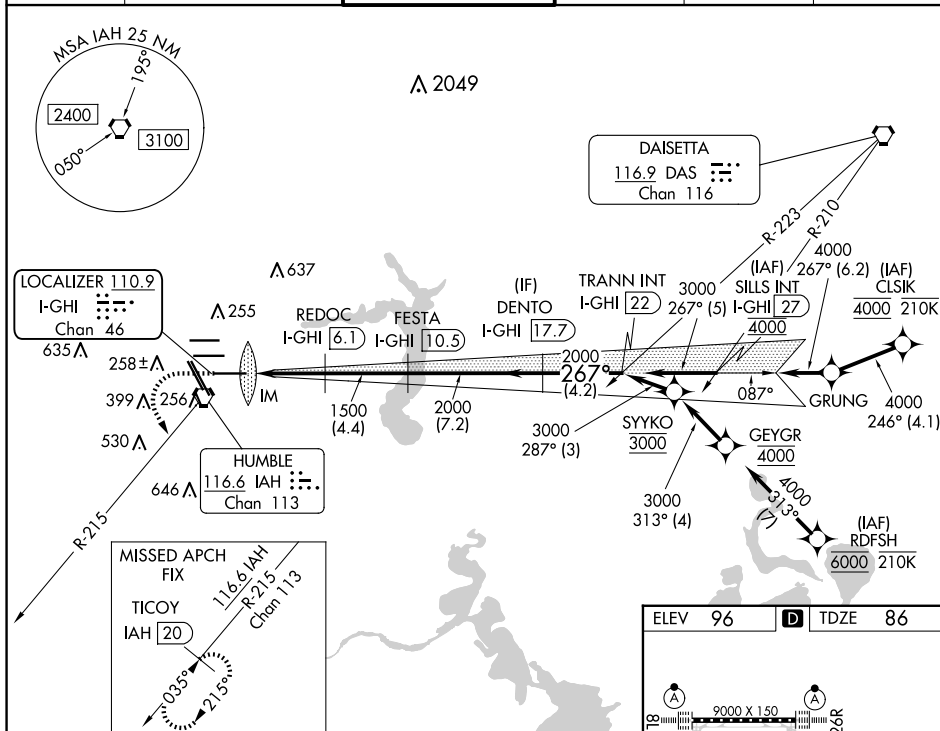 MSA IAH 25 NM
195°
2400
3100
050°
2049
DAISETTA
116.9 DAS
Chan 116
R-223
R-210
4000
267° (6.2)
(IAF)
CLSIK
4000 210K
LOCALIZER 110.9
I-GHI
Chan 46
637
255
635
258±
399
256
530
646
IM
REDOC
I-GHI 6.1
FESTA
I-GHI 10.5
(IF)
DENTO
I-GHI 17.7
TRANN INT
I-GHI 22
3000
267° (5)
(IAF)
SILLS INT
I-GHI 27
4000
2000
267°
(4.2)
087°
GRUNG
4000
246° (4.1)
1500
(4.4)
2000
(7.2)
3000
287° (3)
SYYKO
3000
GEYGR
4000
3000
313° (4)
4000
313°
(7)
(IAF)
RDFSH
6000 210K
HUMBLE
116.6 IAH
Chan 113
R-215
MISSED APCH
FIX
TICOY
IAH 20
116.6 IAH
R-215
Chan 113
035°
215°
ELEV 96 D TDZE 86
A
A
9000 X 150
8L
26R